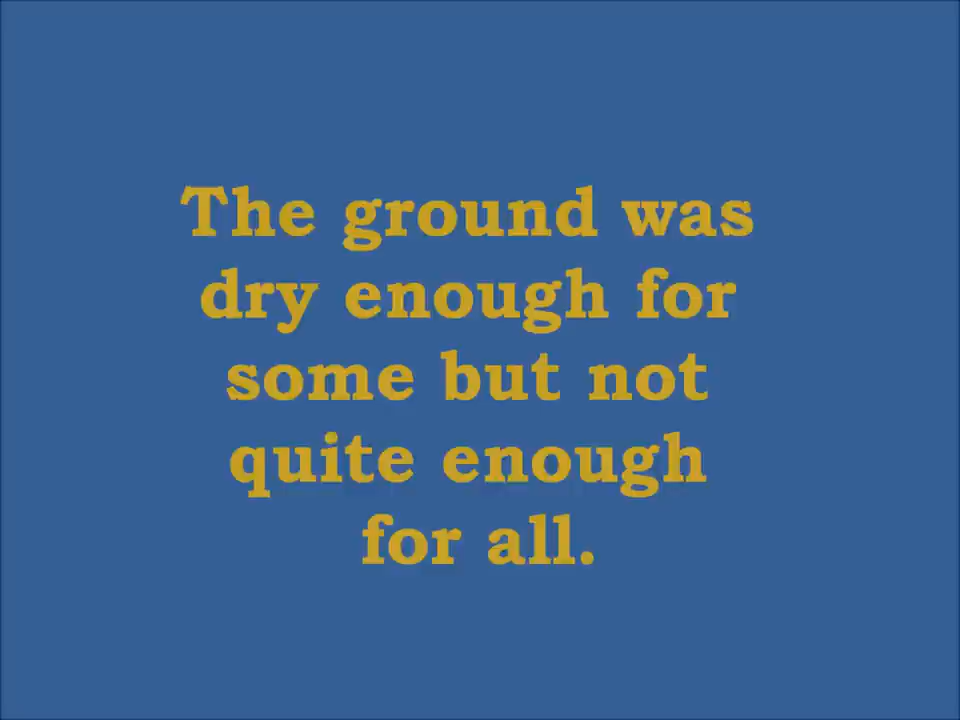 The ground was
dry enough for
some but not
quite enough
for all.